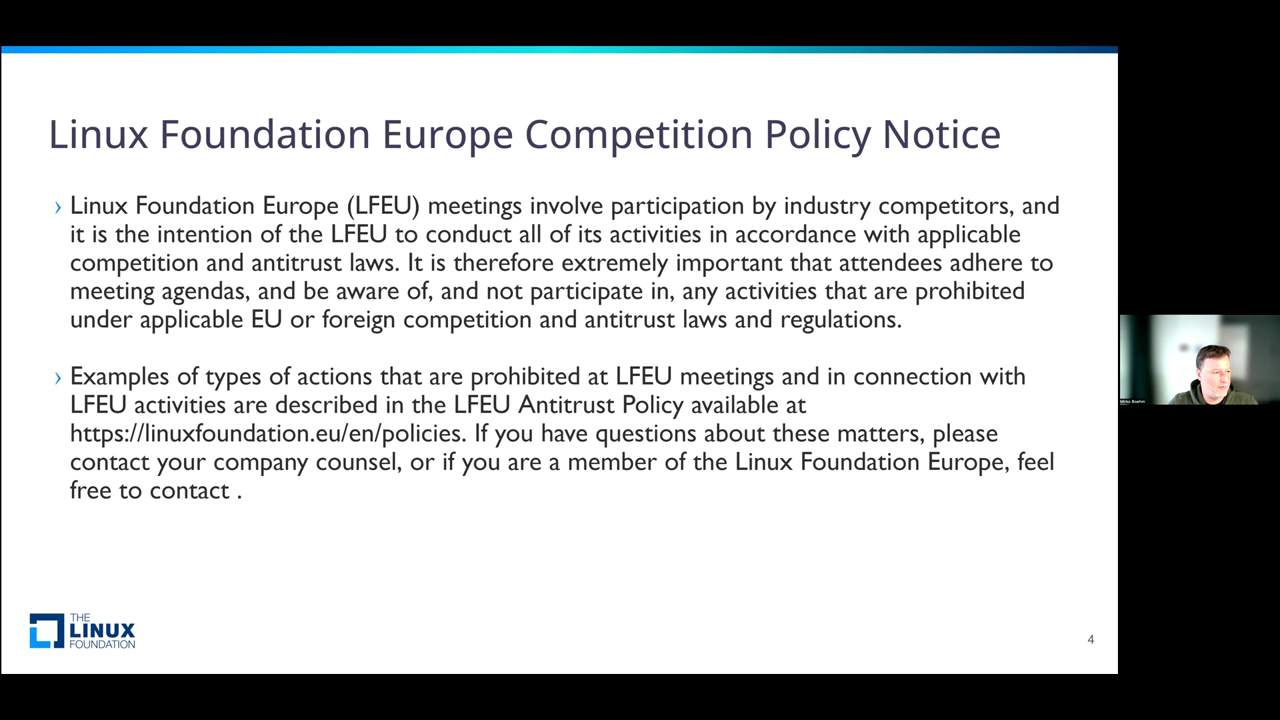 Linux Foundation Europe Competition Policy Notice
› Linux Foundation Europe (LFEU) meetings involve participation by industry competitors, and
it is the intention of the LFEU to conduct all of its activities in accordance with applicable
competition and antitrust laws. It is therefore extremely important that attendees adhere to
meeting agendas, and be aware of, and not participate in, any activities that are prohibited
under applicable EU or foreign competition and antitrust laws and regulations.
› Examples of types of actions that are prohibited at LFEU meetings and in connection with
LFEU activities are described in the LFEU Antitrust Policy available at
https://linuxfoundation.eu/en/policies. If you have questions about these matters, please
contact your company counsel, or if you are a member of the Linux Foundation Europe, feel
free to contact .
THE
LINUX
FOUNDATION
4
Mirko Boehm